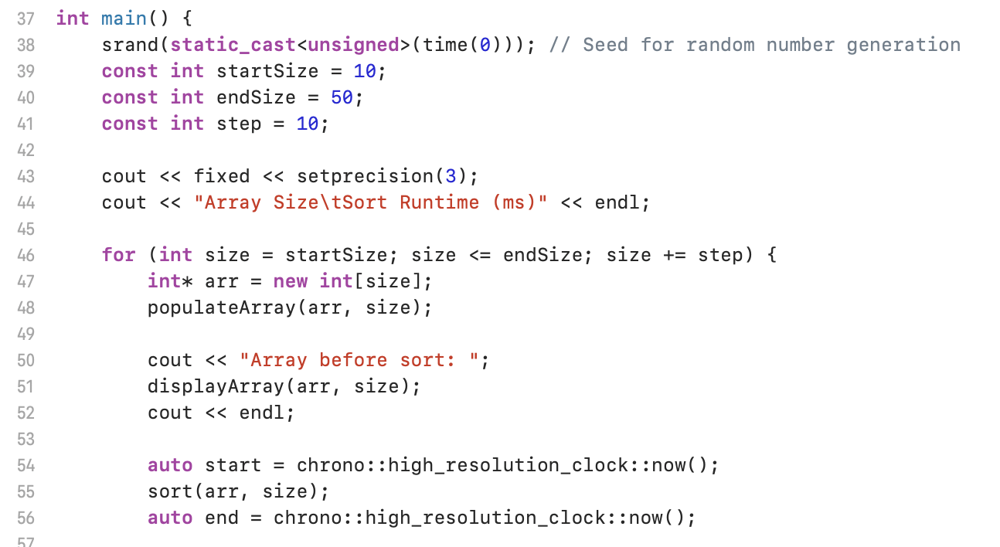 37 int main() {
38     srand(static_cast<unsigned>(time(0))); // Seed for random number generation
39     const int startSize = 10;
40     const int endSize = 50;
41     const int step = 10;
42
43     cout << fixed << setprecision(3);
44     cout << "Array Size\tSort Runtime (ms)" << endl;
45
46     for (int size = startSize; size <= endSize; size += step) {
47         int* arr = new int[size];
48         populateArray(arr, size);
49
50         cout << "Array before sort: ";
51         displayArray(arr, size);
52         cout << endl;
53
54         auto start = chrono::high_resolution_clock::now();
55         sort(arr, size);
56         auto end = chrono::high_resolution_clock::now();
57